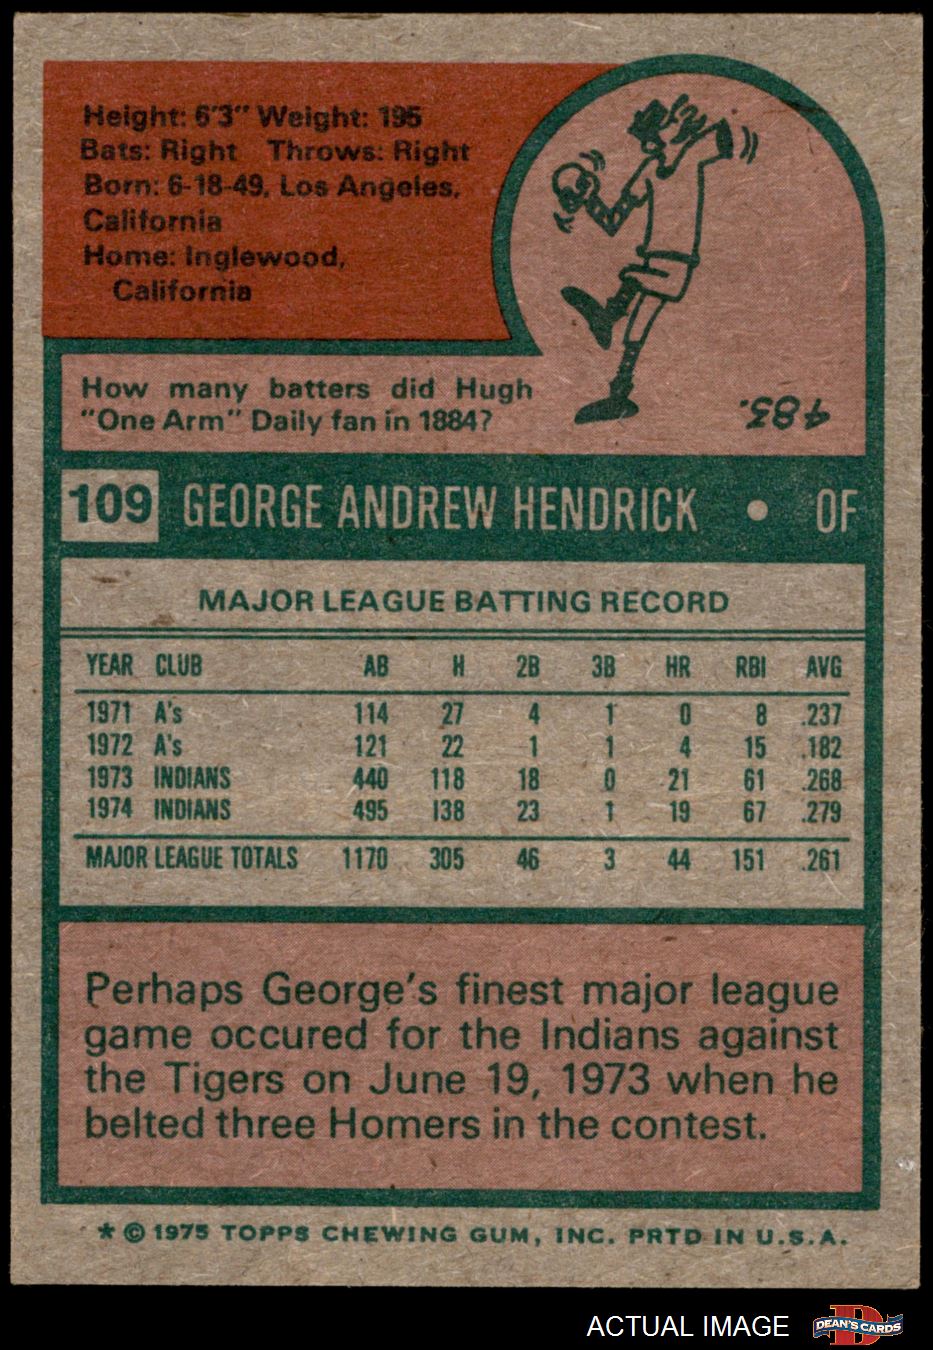 Height: 6'3" Weight: 195
Bats: Right Throws: Right
Born: 6-18-49, Los Angeles,
California
Home: Inglewood,
California
How many batters did Hugh
"One Arm" Daily fan in 1884?
483.
109 GEORGE ANDREW HENDRICK • OF
MAJOR LEAGUE BATTING RECORD
YEAR CLUB AB H 2B 3B HR RBI AVG
1971 A's 114 27 4 1 0 8 .237
1972 A's 121 22 1 1 4 15 .182
1973 INDIANS 440 118 18 0 21 61 .268
1974 INDIANS 495 138 23 1 19 67 .279
MAJOR LEAGUE TOTALS 1170 305 46 3 44 151 .261
Perhaps George's finest major league
game occured for the Indians against
the Tigers on June 19, 1973 when he
belted three Homers in the contest.
* © 1975 TOPPS CHEWING GUM, INC. PRTD IN U.S.A.
ACTUAL IMAGE
D
DEAN'S CARDS